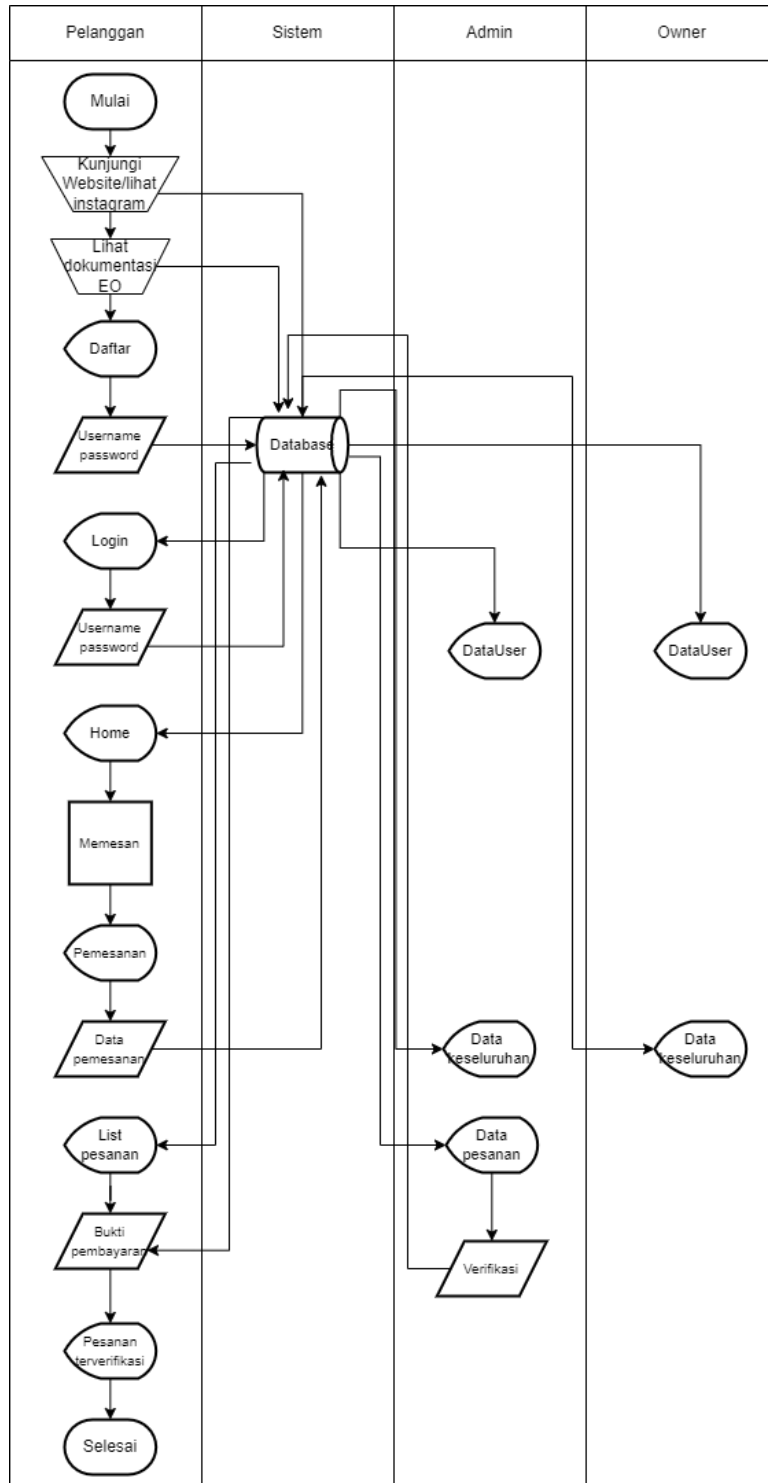 Pelanggan
Sistem
Admin
Owner
Mulai
Kunjungi
Website/lihat
instagram
Lihat
dokumentasi
EO
Daftar
Username
password
Database
Login
Username
password
DataUser
DataUser
Home
Memesan
Pemesanan
Data
pemesanan
Data
keseluruhan
Data
keseluruhan
List
pesanan
Data
pesanan
Bukti
pembayaran
Verifikasi
Pesanan
terverifikasi
Selesai